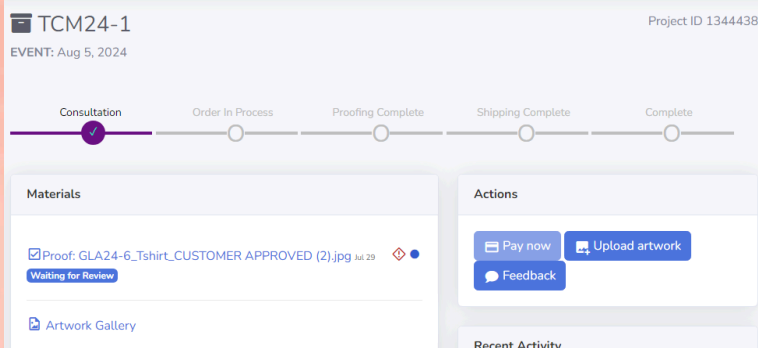 TCM24-1
Project ID 1344438
EVENT: Aug 5, 2024
Consultation
Order In Process
Proofing Complete
Shipping Complete
Complete
Materials
Proof: GLA24-6_Tshirt_CUSTOMER APPROVED (2).jpg Jul 29
Waiting for Review
Artwork Gallery
Actions
Pay now
Upload artwork
Feedback
Recent Activity